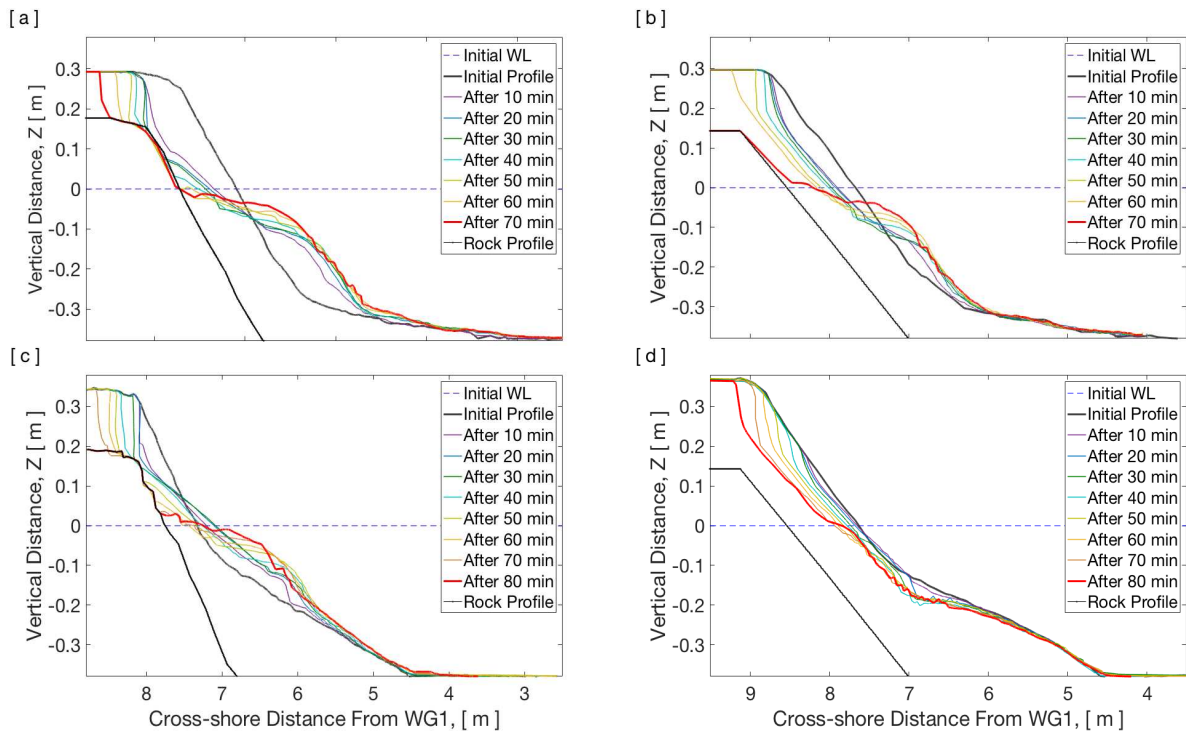 [ a ]
0.3
0.2
0.1
0
-0.1
-0.2
-0.3
Vertical Distance, Z [ m ]
Initial WL
Initial Profile
After 10 min
After 20 min
After 30 min
After 40 min
After 50 min
After 60 min
After 70 min
Rock Profile
8
7
6
5
4
3
[ b ]
0.3
0.2
0.1
0
-0.1
-0.2
-0.3
Vertical Distance, Z [ m ]
Initial WL
Initial Profile
After 10 min
After 20 min
After 30 min
After 40 min
After 50 min
After 60 min
After 70 min
Rock Profile
9
8
7
6
5
4
[ c ]
0.3
0.2
0.1
0
-0.1
-0.2
-0.3
Vertical Distance, Z [ m ]
Initial WL
Initial Profile
After 10 min
After 20 min
After 30 min
After 40 min
After 50 min
After 60 min
After 70 min
After 80 min
Rock Profile
8
7
6
5
4
3
Cross-shore Distance From WG1, [ m ]
[ d ]
0.3
0.2
0.1
0
-0.1
-0.2
-0.3
Vertical Distance, Z [ m ]
Initial WL
Initial Profile
After 10 min
After 20 min
After 30 min
After 40 min
After 50 min
After 60 min
After 70 min
After 80 min
Rock Profile
9
8
7
6
5
4
Cross-shore Distance From WG1, [ m ]